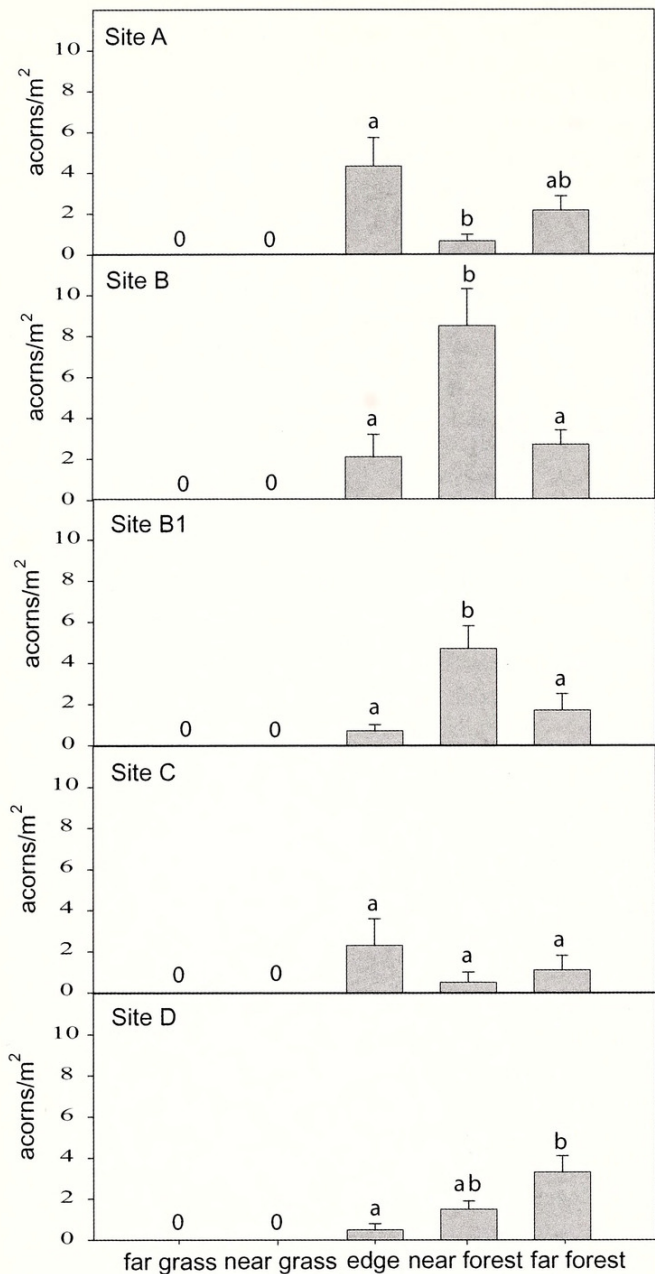 Site A
acorns/m²
10
8
6
4
2
0
0 0 a b ab
Site B
acorns/m²
10
8
6
4
2
0
0 0 a b a
Site B1
acorns/m²
10
8
6
4
2
0
0 0 a b a
Site C
acorns/m²
10
8
6
4
2
0
0 0 a a a
Site D
acorns/m²
10
8
6
4
2
0
0 0 a ab b
far grass near grass edge near forest far forest